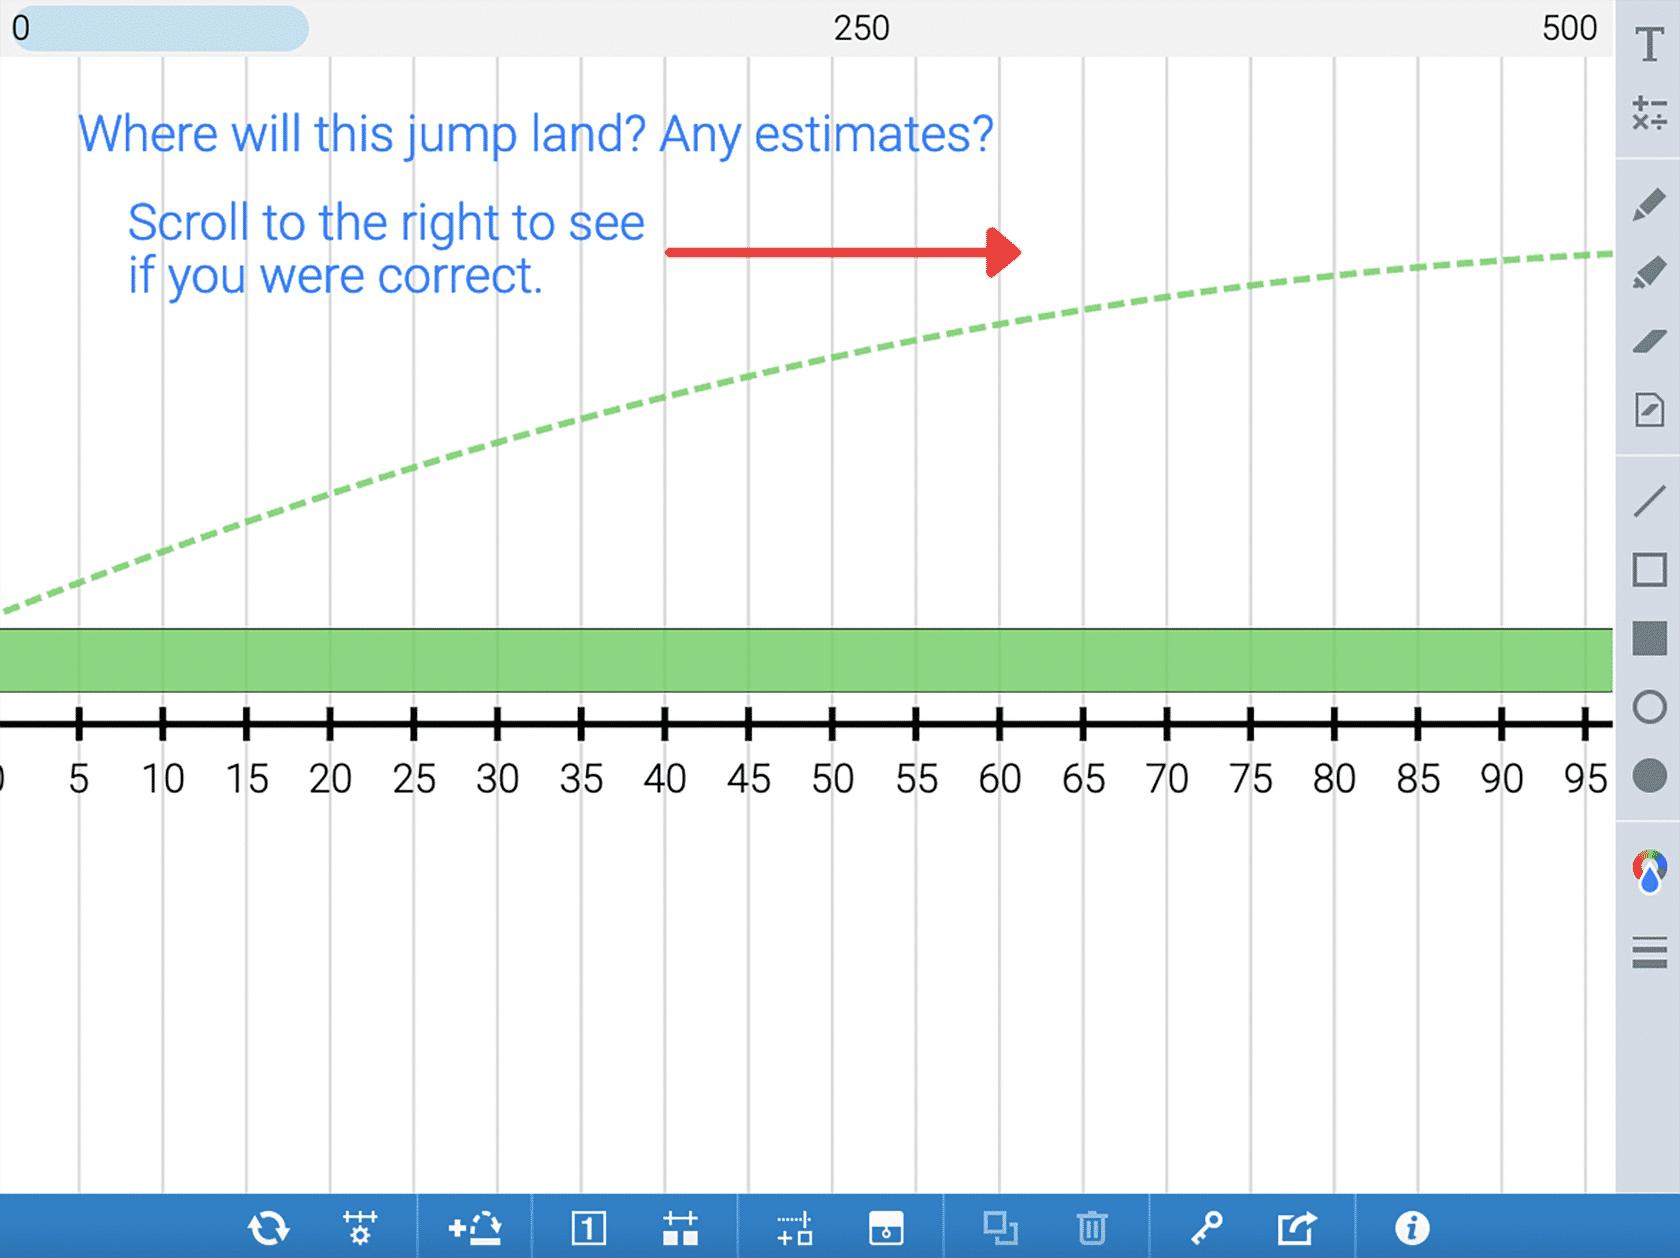 0 250 500
Where will this jump land? Any estimates?
Scroll to the right to see
if you were correct.
0 5 10 15 20 25 30 35 40 45 50 55 60 65 70 75 80 85 90 95
T
1
i